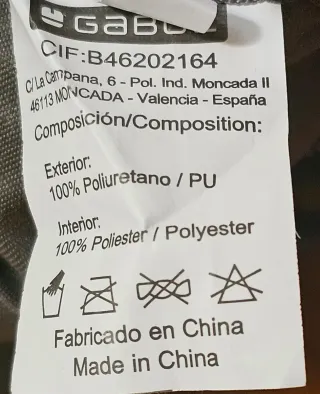 GABOL
CIF:B46202164
C/ La Campana, 6 - Pol. Ind. Moncada II
46113 MONCADA - Valencia - España
Composición/Composition:
Exterior:
100% Poliuretano / PU
Interior:
100% Poliester / Polyester
Fabricado en China
Made in China